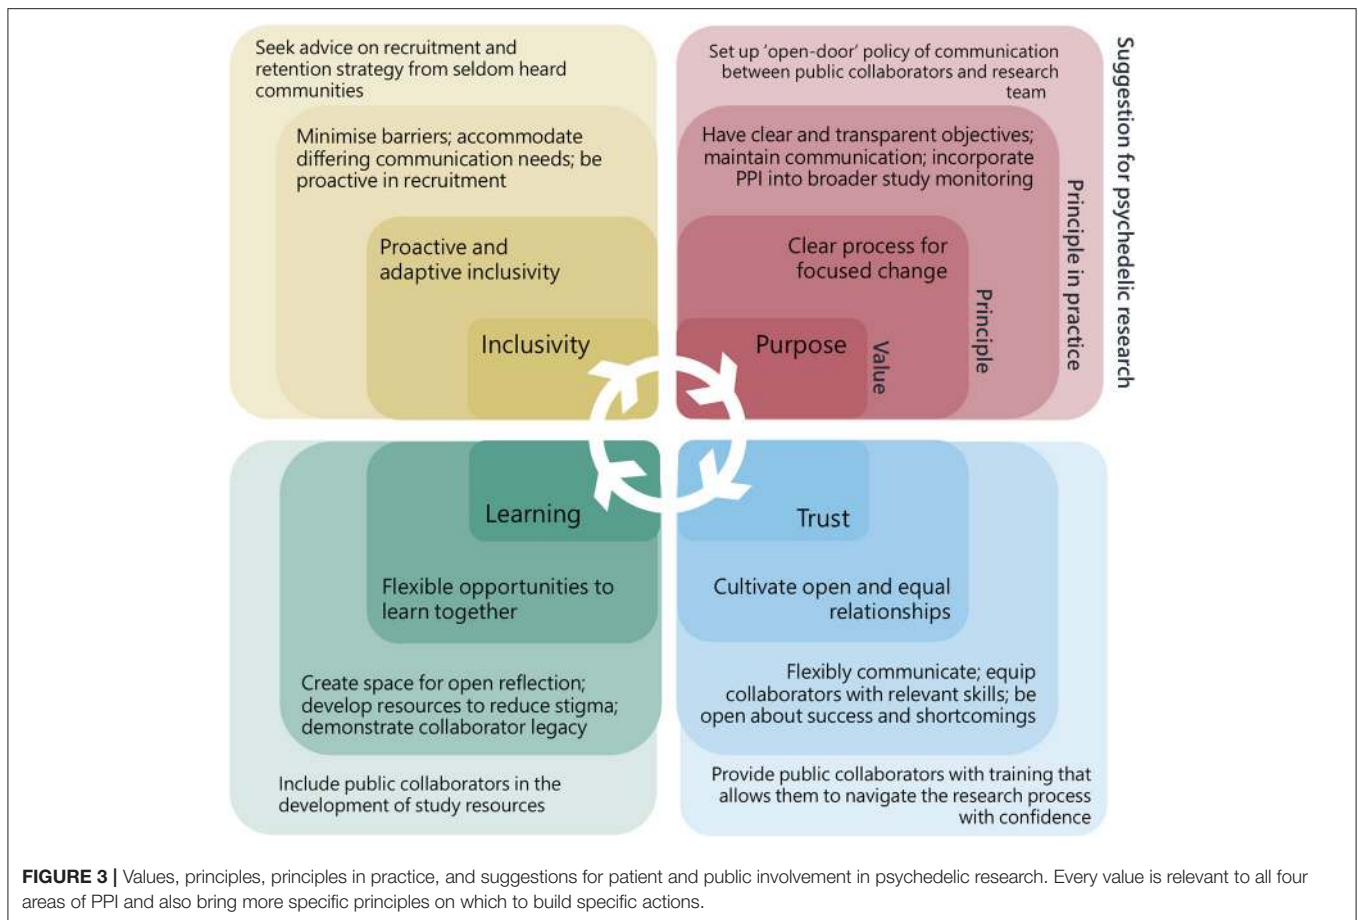 Seek advice on recruitment and
retention strategy from seldom heard
communities
Minimise barriers; accommodate
differing communication needs; be
proactive in recruitment
Proactive and
adaptive inclusivity
Inclusivity
Set up ‘open-door’ policy of communication
between public collaborators and research
team
Have clear and transparent objectives;
maintain communication; incorporate
PPI into broader study monitoring
Clear process for
focused change
Purpose
Value
Principle
Principle in practice
Suggestion for psychedelic research
Learning
Flexible opportunities to
learn together
Create space for open reflection;
develop resources to reduce stigma;
demonstrate collaborator legacy
Include public collaborators in the
development of study resources
Trust
Cultivate open and equal
relationships
Flexibly communicate; equip
collaborators with relevant skills; be
open about success and shortcomings
Provide public collaborators with training that
allows them to navigate the research process
with confidence
FIGURE 3 | Values, principles, principles in practice, and suggestions for patient and public involvement in psychedelic research. Every value is relevant to all four
areas of PPI and also bring more specific principles on which to build specific actions.